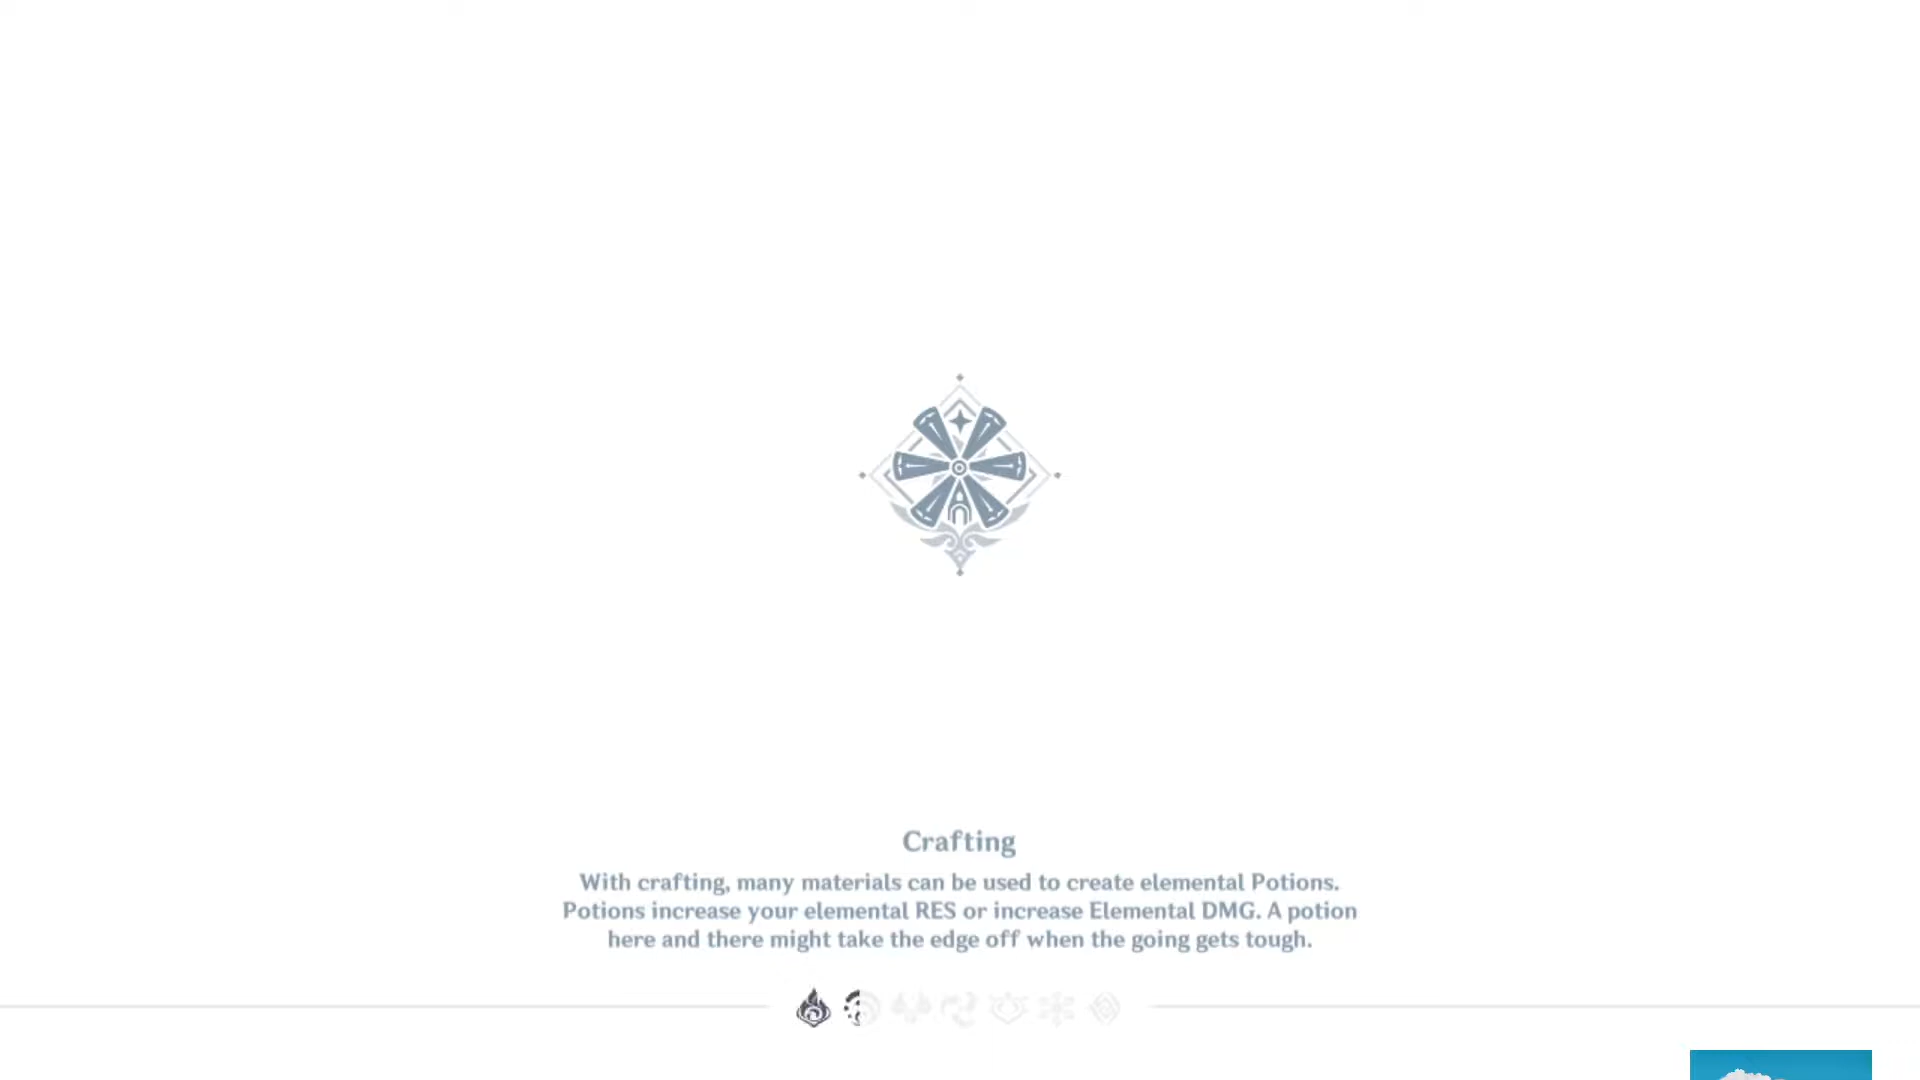 Crafting
With crafting, many materials can be used to create elemental Potions.
Potions increase your elemental RES or increase Elemental DMG. A potion
here and there might take the edge off when the going gets tough.